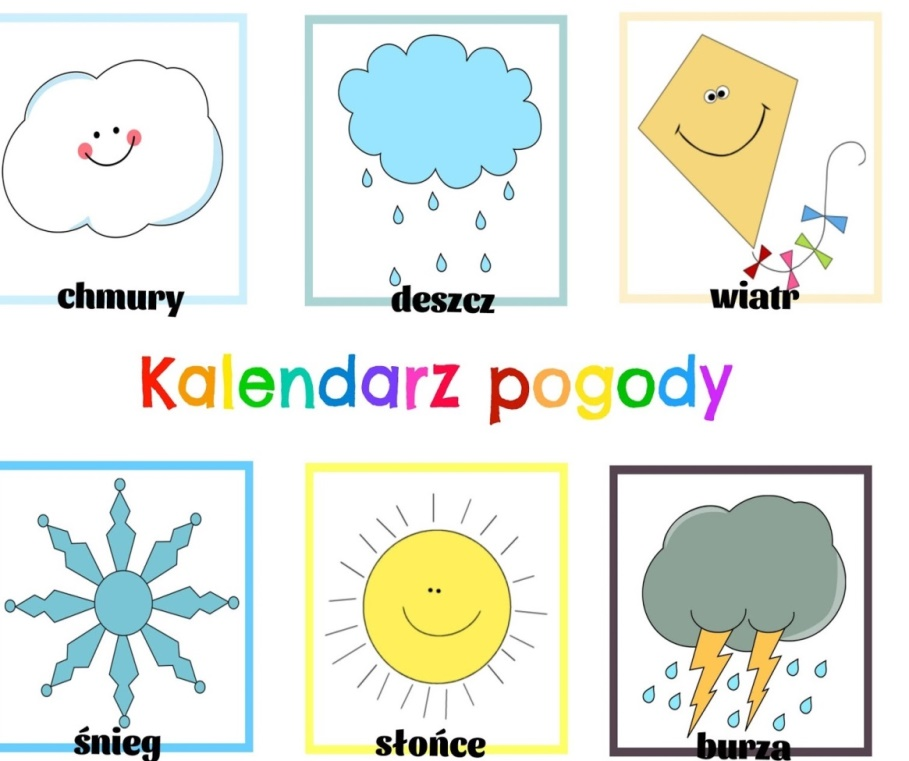 chmury
deszcz
wiatr
Kalendarz pogody
śnieg
słońce
burza